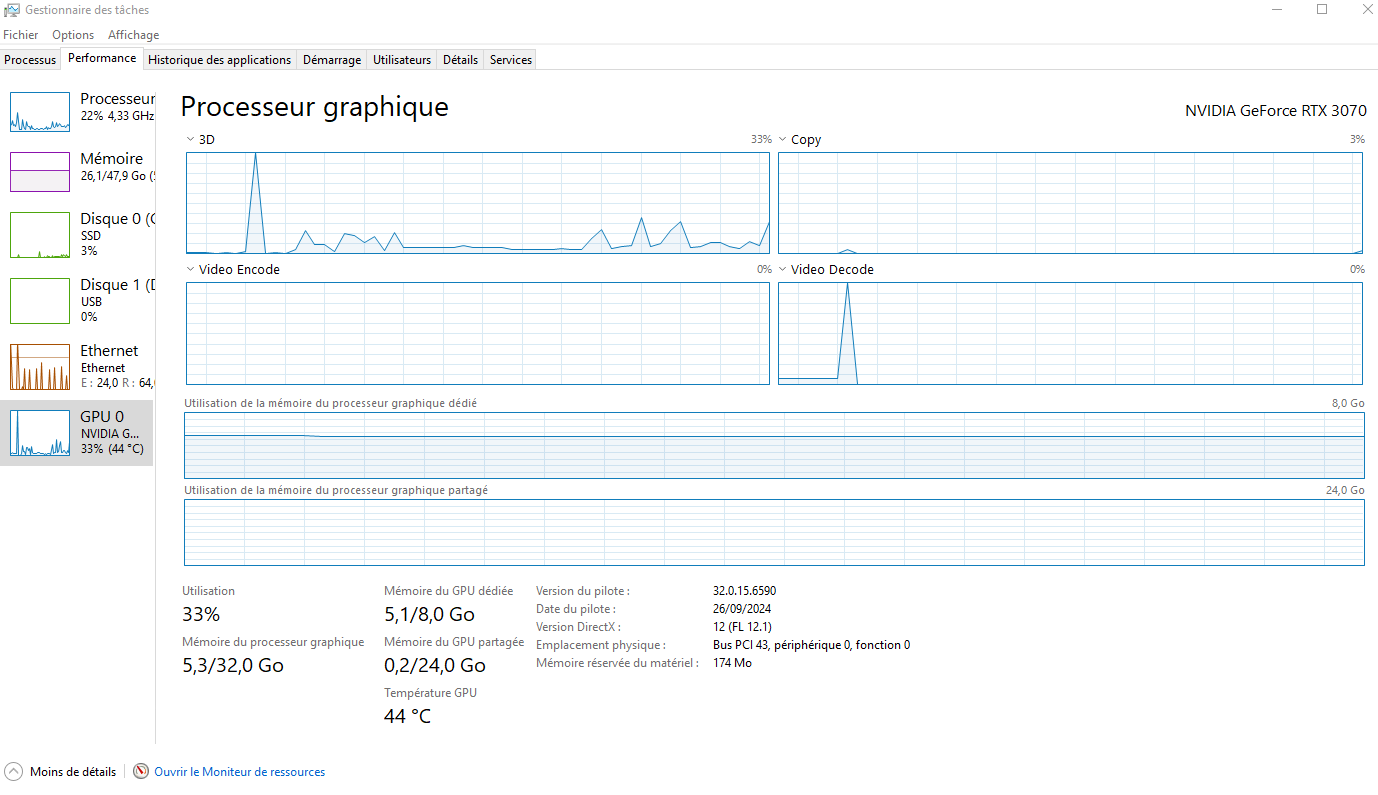 Gestionnaire des tâches
Fichier Options Affichage
Processus Performance Historique des applications Démarrage Utilisateurs Détails Services
Processeur
22% 4,33 GHz
Mémoire
26,1/47,9 Go
Disque 0
SSD
3%
Disque 1
USB
0%
Ethernet
Ethernet
E : 24,0 R : 64,
GPU 0
NVIDIA G...
33% (44 °C)
Processeur graphique
NVIDIA GeForce RTX 3070
3D 33%
Copy 3%
Video Encode 0%
Video Decode 0%
Utilisation de la mémoire du processeur graphique dédié 8,0 Go
Utilisation de la mémoire du processeur graphique partagé 24,0 Go
Utilisation
33%
Mémoire du processeur graphique
5,3/32,0 Go
Mémoire du GPU dédiée
5,1/8,0 Go
Mémoire du GPU partagée
0,2/24,0 Go
Température GPU
44 °C
Version du pilote : 32.0.15.6590
Date du pilote : 26/09/2024
Version DirectX : 12 (FL 12.1)
Emplacement physique : Bus PCI 43, périphérique 0, fonction 0
Mémoire réservée du matériel : 174 Mo
Moins de détails
Ouvrir le Moniteur de ressources